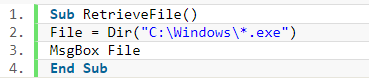 1. Sub RetrieveFile()
2. File = Dir("C:\Windows\*.exe")
3. MsgBox File
4. End Sub